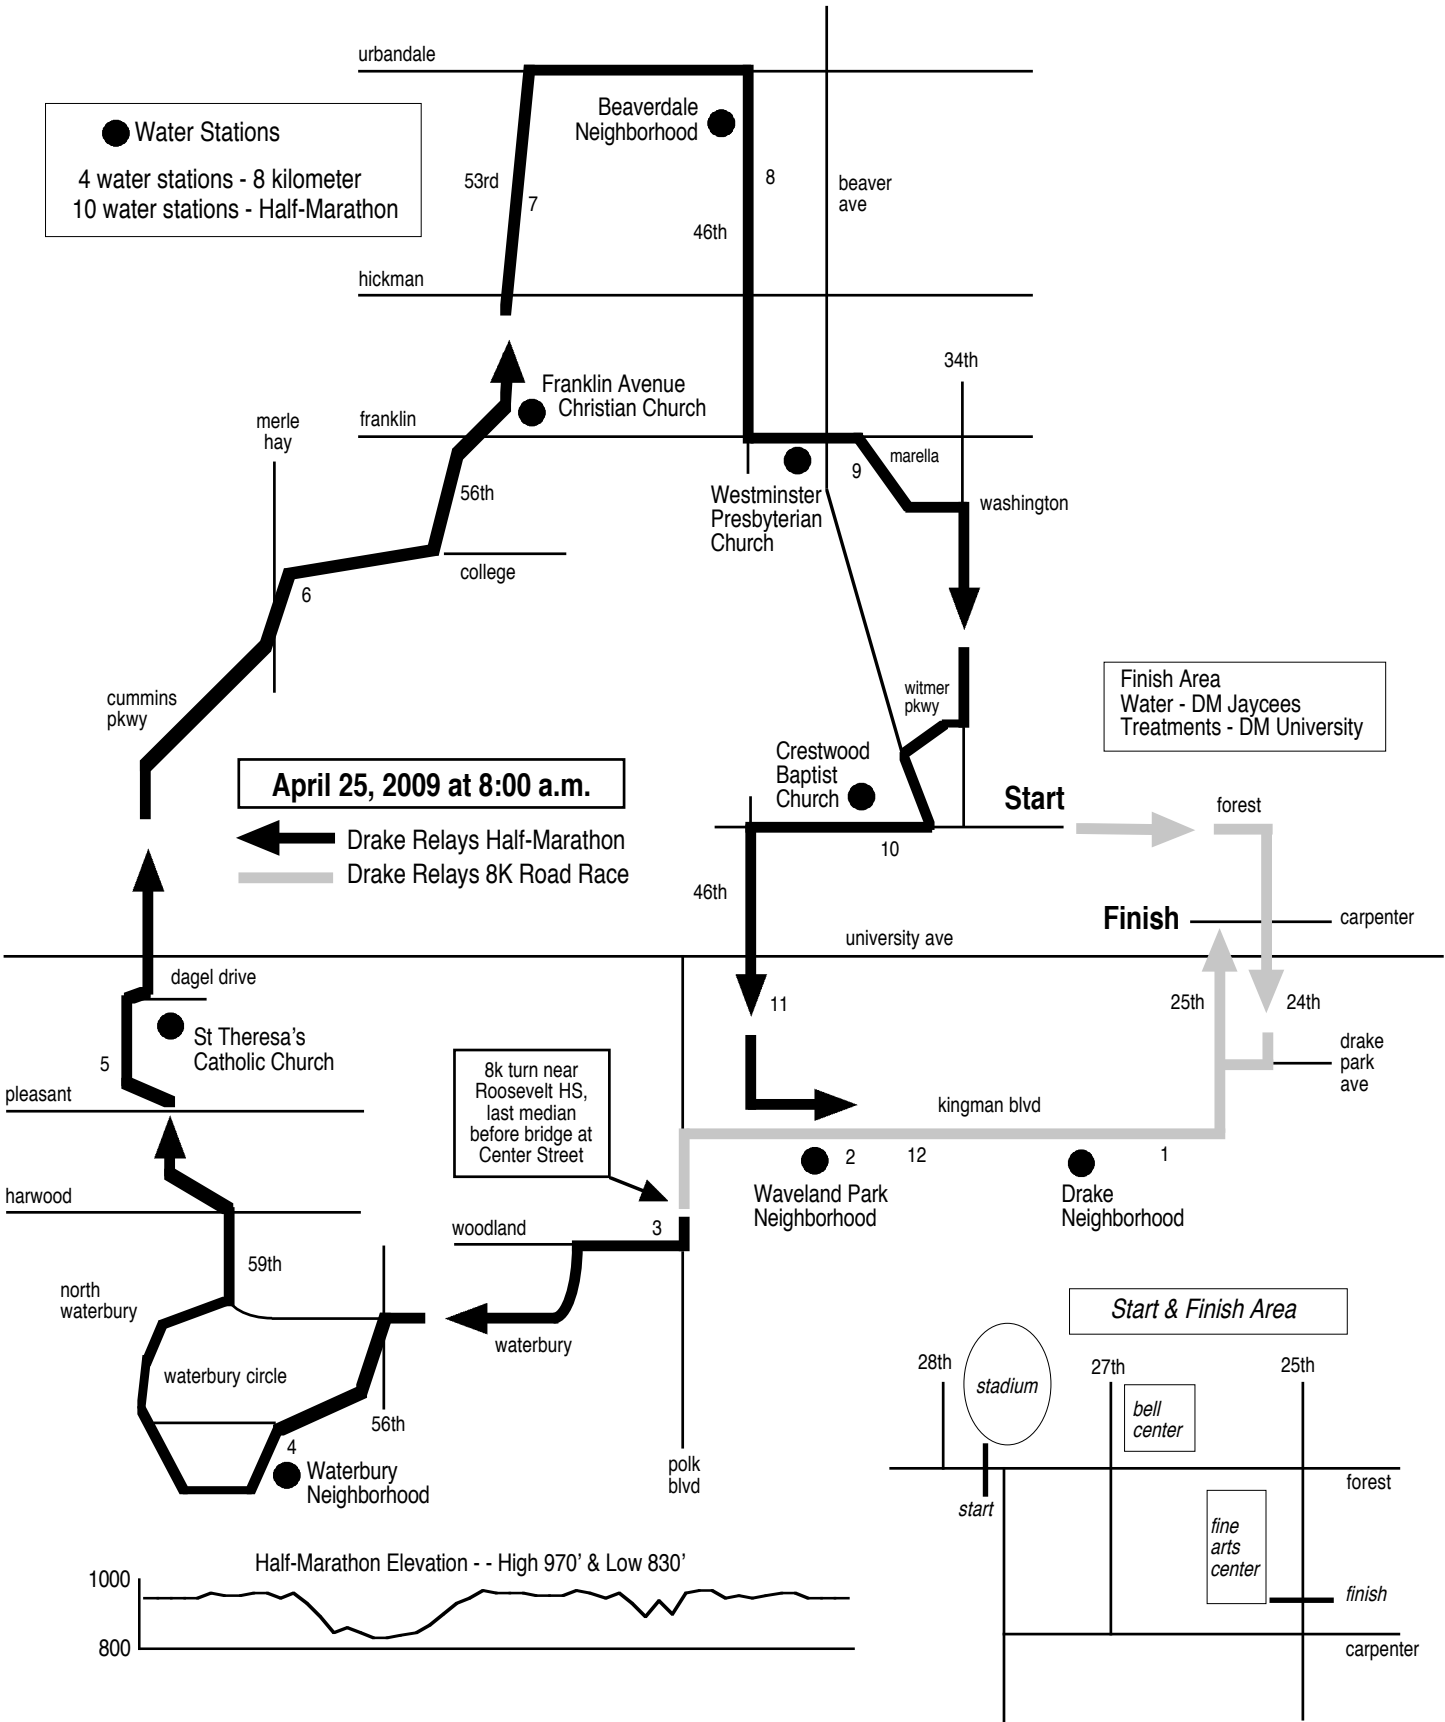 urbandale
Water Stations
4 water stations - 8 kilometer
10 water stations - Half-Marathon
Beaverdale
Neighborhood
53rd
7
8
beaver
ave
46th
hickman
34th
Franklin Avenue
Christian Church
merle
hay
franklin
9
marella
56th
Westminster
Presbyterian
Church
washington
college
6
cummins
pkwy
witmer
pkwy
Finish Area
Water - DM Jaycees
Treatments - DM University
Crestwood
Baptist
Church
April 25, 2009 at 8:00 a.m.
Drake Relays Half-Marathon
Drake Relays 8K Road Race
Start
forest
10
46th
Finish
carpenter
university ave
dagel drive
11
25th
24th
St Theresa's
Catholic Church
5
drake
park
ave
pleasant
8k turn near
Roosevelt HS,
last median
before bridge at
Center Street
kingman blvd
2
12
1
Waveland Park
Neighborhood
Drake
Neighborhood
harwood
woodland
3
59th
north
waterbury
waterbury
waterbury circle
56th
4
Waterbury
Neighborhood
polk
blvd
Start & Finish Area
28th
stadium
27th
25th
bell
center
forest
start
fine
arts
center
finish
carpenter
Half-Marathon Elevation - - High 970' & Low 830'
1000
800